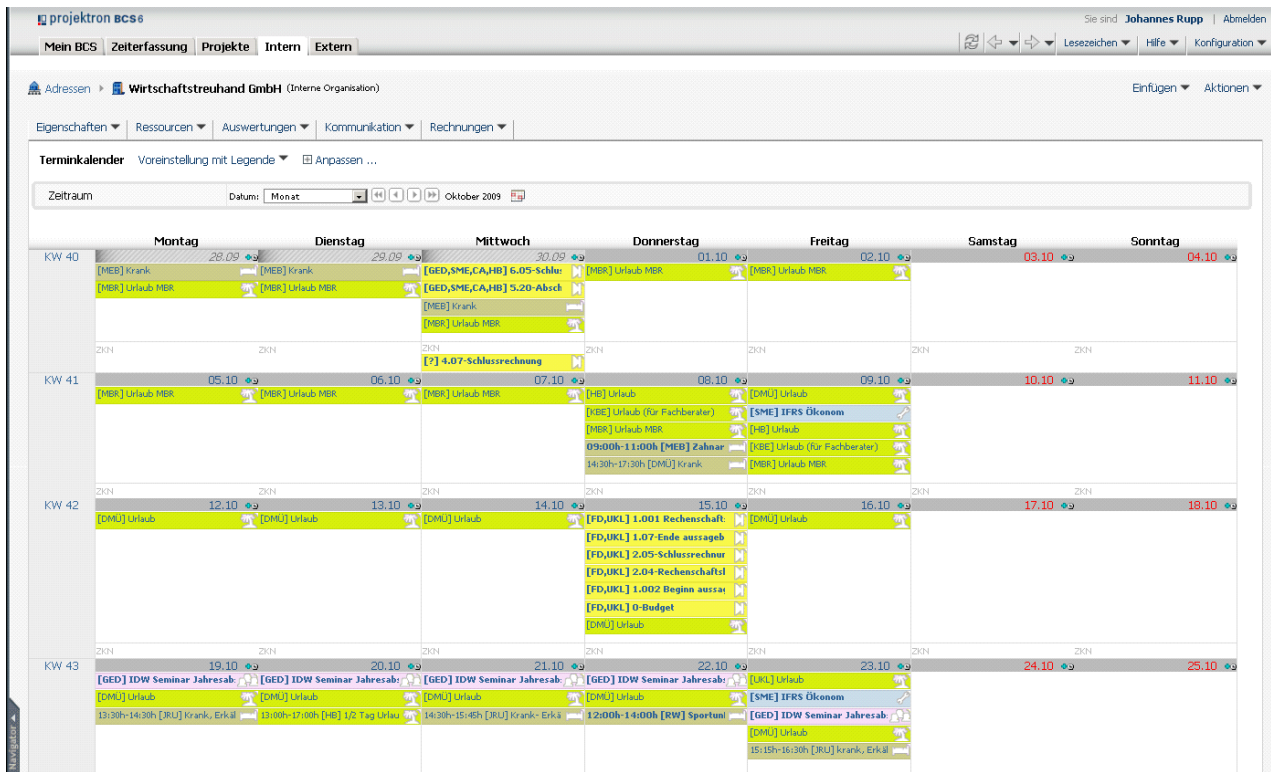 projektron BCS6
Sie sind Johannes Rupp | Abmelden
Mein BCS Zeiterfassung Projekte Intern Extern
Lesezeichen Hilfe Konfiguration
Adressen Wirtschaftstreuhand GmbH (Interne Organisation)
Einfügen Aktionen
Eigenschaften Ressourcen Auswertungen Kommunikation Rechnungen
Terminkalender Voreinstellung mit Legende Anpassen ...
Zeitraum Datum: Monat Oktober 2009
Montag Dienstag Mittwoch Donnerstag Freitag Samstag Sonntag
KW 40 28.09 29.09 30.09 01.10 02.10 03.10 04.10
[MEB] Krank [MEB] Krank [GED,SME,CA,HB] 6.05-Schlus [MBR] Urlaub MBR [MBR] Urlaub MBR
[MBR] Urlaub MBR [MBR] Urlaub MBR [GED,SME,CA,HB] 5.20-Absch
[MEB] Krank
[MBR] Urlaub MBR
ZKN ZKN ZKN ZKN ZKN ZKN ZKN
[?] 4.07-Schlussrechnung
KW 41 05.10 06.10 07.10 08.10 09.10 10.10 11.10
[MBR] Urlaub MBR [MBR] Urlaub MBR [MBR] Urlaub MBR [HB] Urlaub [DMÜ] Urlaub
[KBE] Urlaub (für Fachberater) [SME] IFRS Ökonom
[MBR] Urlaub MBR [HB] Urlaub
09:00h-11:00h [MEB] Zahnar [KBE] Urlaub (für Fachberater)
14:30h-17:30h [DMÜ] Krank [MBR] Urlaub MBR
ZKN ZKN ZKN ZKN ZKN ZKN ZKN
KW 42 12.10 13.10 14.10 15.10 16.10 17.10 18.10
[DMÜ] Urlaub [DMÜ] Urlaub [DMÜ] Urlaub [FD,UKL] 1.001 Rechenschaft [DMÜ] Urlaub
[FD,UKL] 1.07-Ende aussageb
[FD,UKL] 2.05-Schlussrechnur
[FD,UKL] 2.04-Rechenschaftsl
[FD,UKL] 1.002 Beginn aussag
[FD,UKL] 0-Budget
[DMÜ] Urlaub
ZKN ZKN ZKN ZKN ZKN ZKN ZKN
KW 43 19.10 20.10 21.10 22.10 23.10 24.10 25.10
[GED] IDW Seminar Jahresab [GED] IDW Seminar Jahresab [GED] IDW Seminar Jahresab [GED] IDW Seminar Jahresab [UKL] Urlaub
[DMÜ] Urlaub [DMÜ] Urlaub [DMÜ] Urlaub [DMÜ] Urlaub [SME] IFRS Ökonom
13:30h-14:30h [JRU] Krank, Erkäl 13:00h-17:00h [HB] 1/2 Tag Urlau 14:30h-15:45h [JRU] Krank- Erkä 12:00h-14:00h [RW] Sportunl [GED] IDW Seminar Jahresab
[DMÜ] Urlaub
15:15h-16:30h [JRU] krank, Erkäl
Navigator